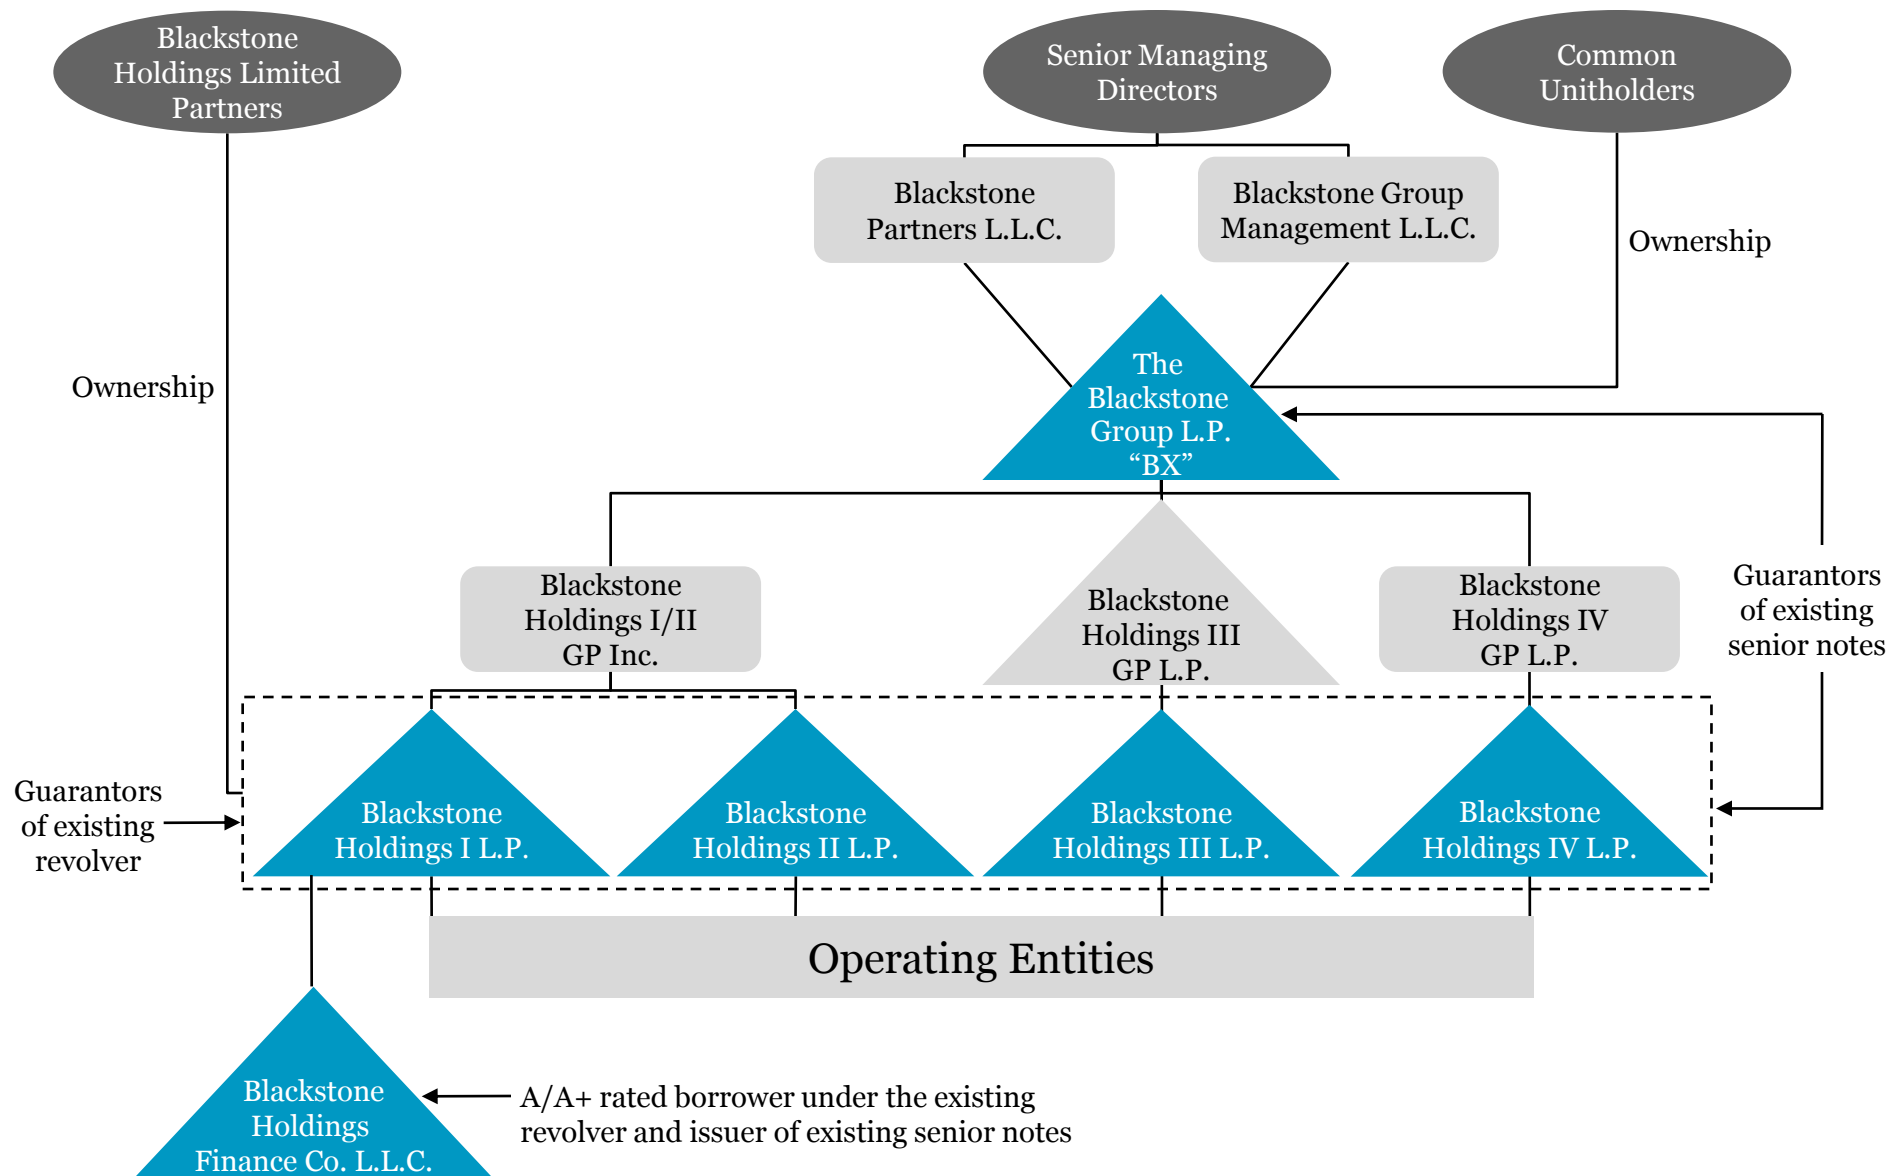 Blackstone
Holdings Limited
Partners
Senior Managing
Directors
Common
Unitholders
Blackstone
Partners L.L.C.
Blackstone Group
Management L.L.C.
Ownership
Ownership
The
Blackstone
Group L.P.
“BX”
Guarantors
of existing
senior notes
Blackstone
Holdings I/II
GP Inc.
Blackstone
Holdings III
GP L.P.
Blackstone
Holdings IV
GP L.P.
Guarantors
of existing
revolver
Blackstone
Holdings I L.P.
Blackstone
Holdings II L.P.
Blackstone
Holdings III L.P.
Blackstone
Holdings IV L.P.
Operating Entities
Blackstone
Holdings
Finance Co. L.L.C.
A/A+ rated borrower under the existing
revolver and issuer of existing senior notes